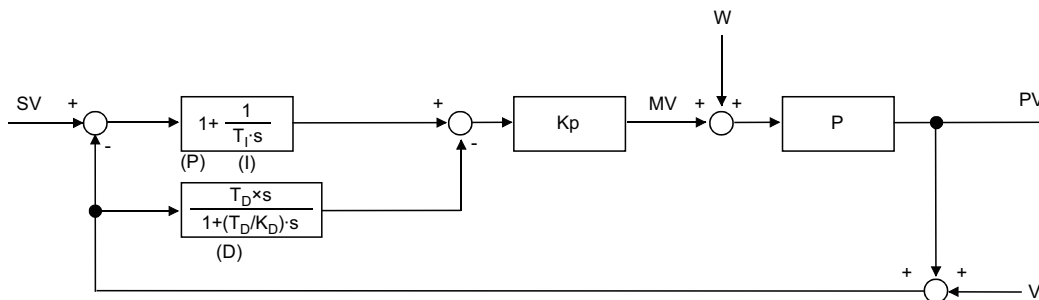 W
SV
+
-
1+ 1
T_I·s
(P)
(I)
+
-
Kp
MV
+
+
P
PV
T_D×s
1+(T_D/K_D)·s
(D)
+
+
V